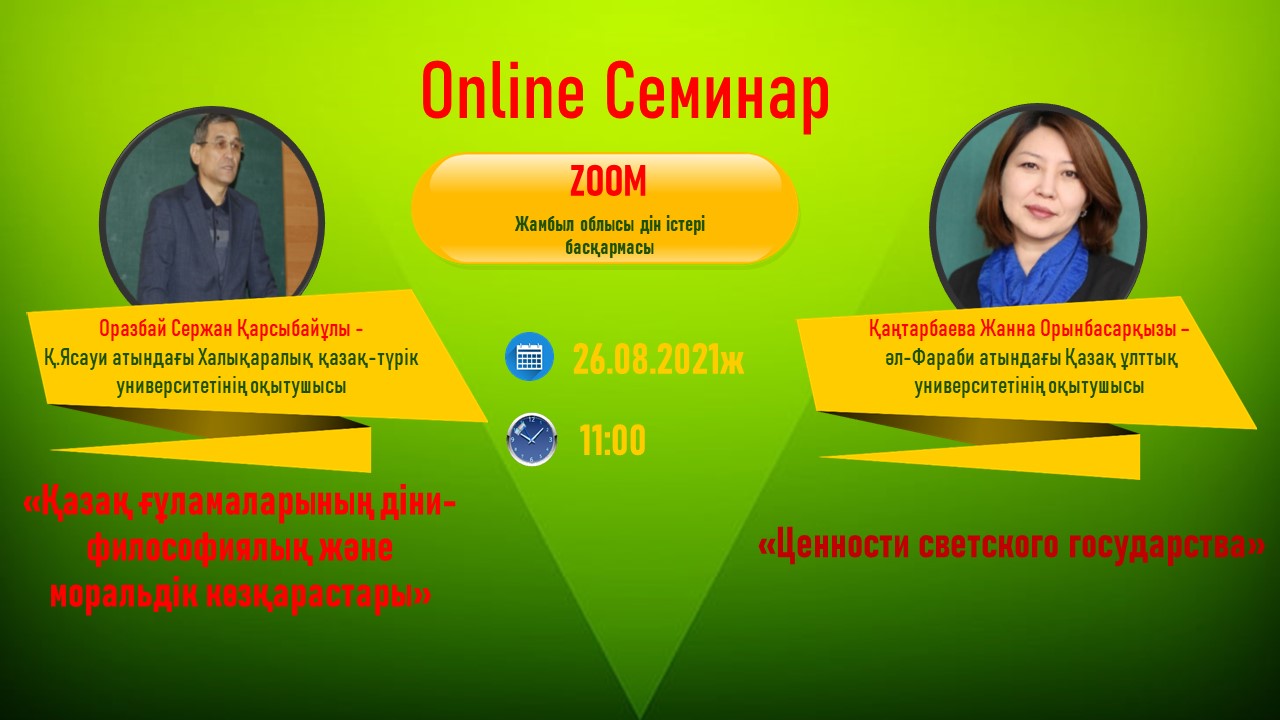 Online Семинар
ZOOM
Жамбыл облысы дін істері
басқармасы
Оразбай Сержан Қарсыбайұлы -
Қ.Ясауи атындағы Халықаралық қазақ-түрік
университетінің оқытушысы
Қаңтарбаева Жанна Орынбасарқызы -
әл-Фараби атындағы Қазақ ұлттық
университетінің оқытушысы
26.08.2021ж
11:00
«Қазақ ғұламаларының діни-
философиялық және
моральдік көзқарастары»
«Ценности светского государства»